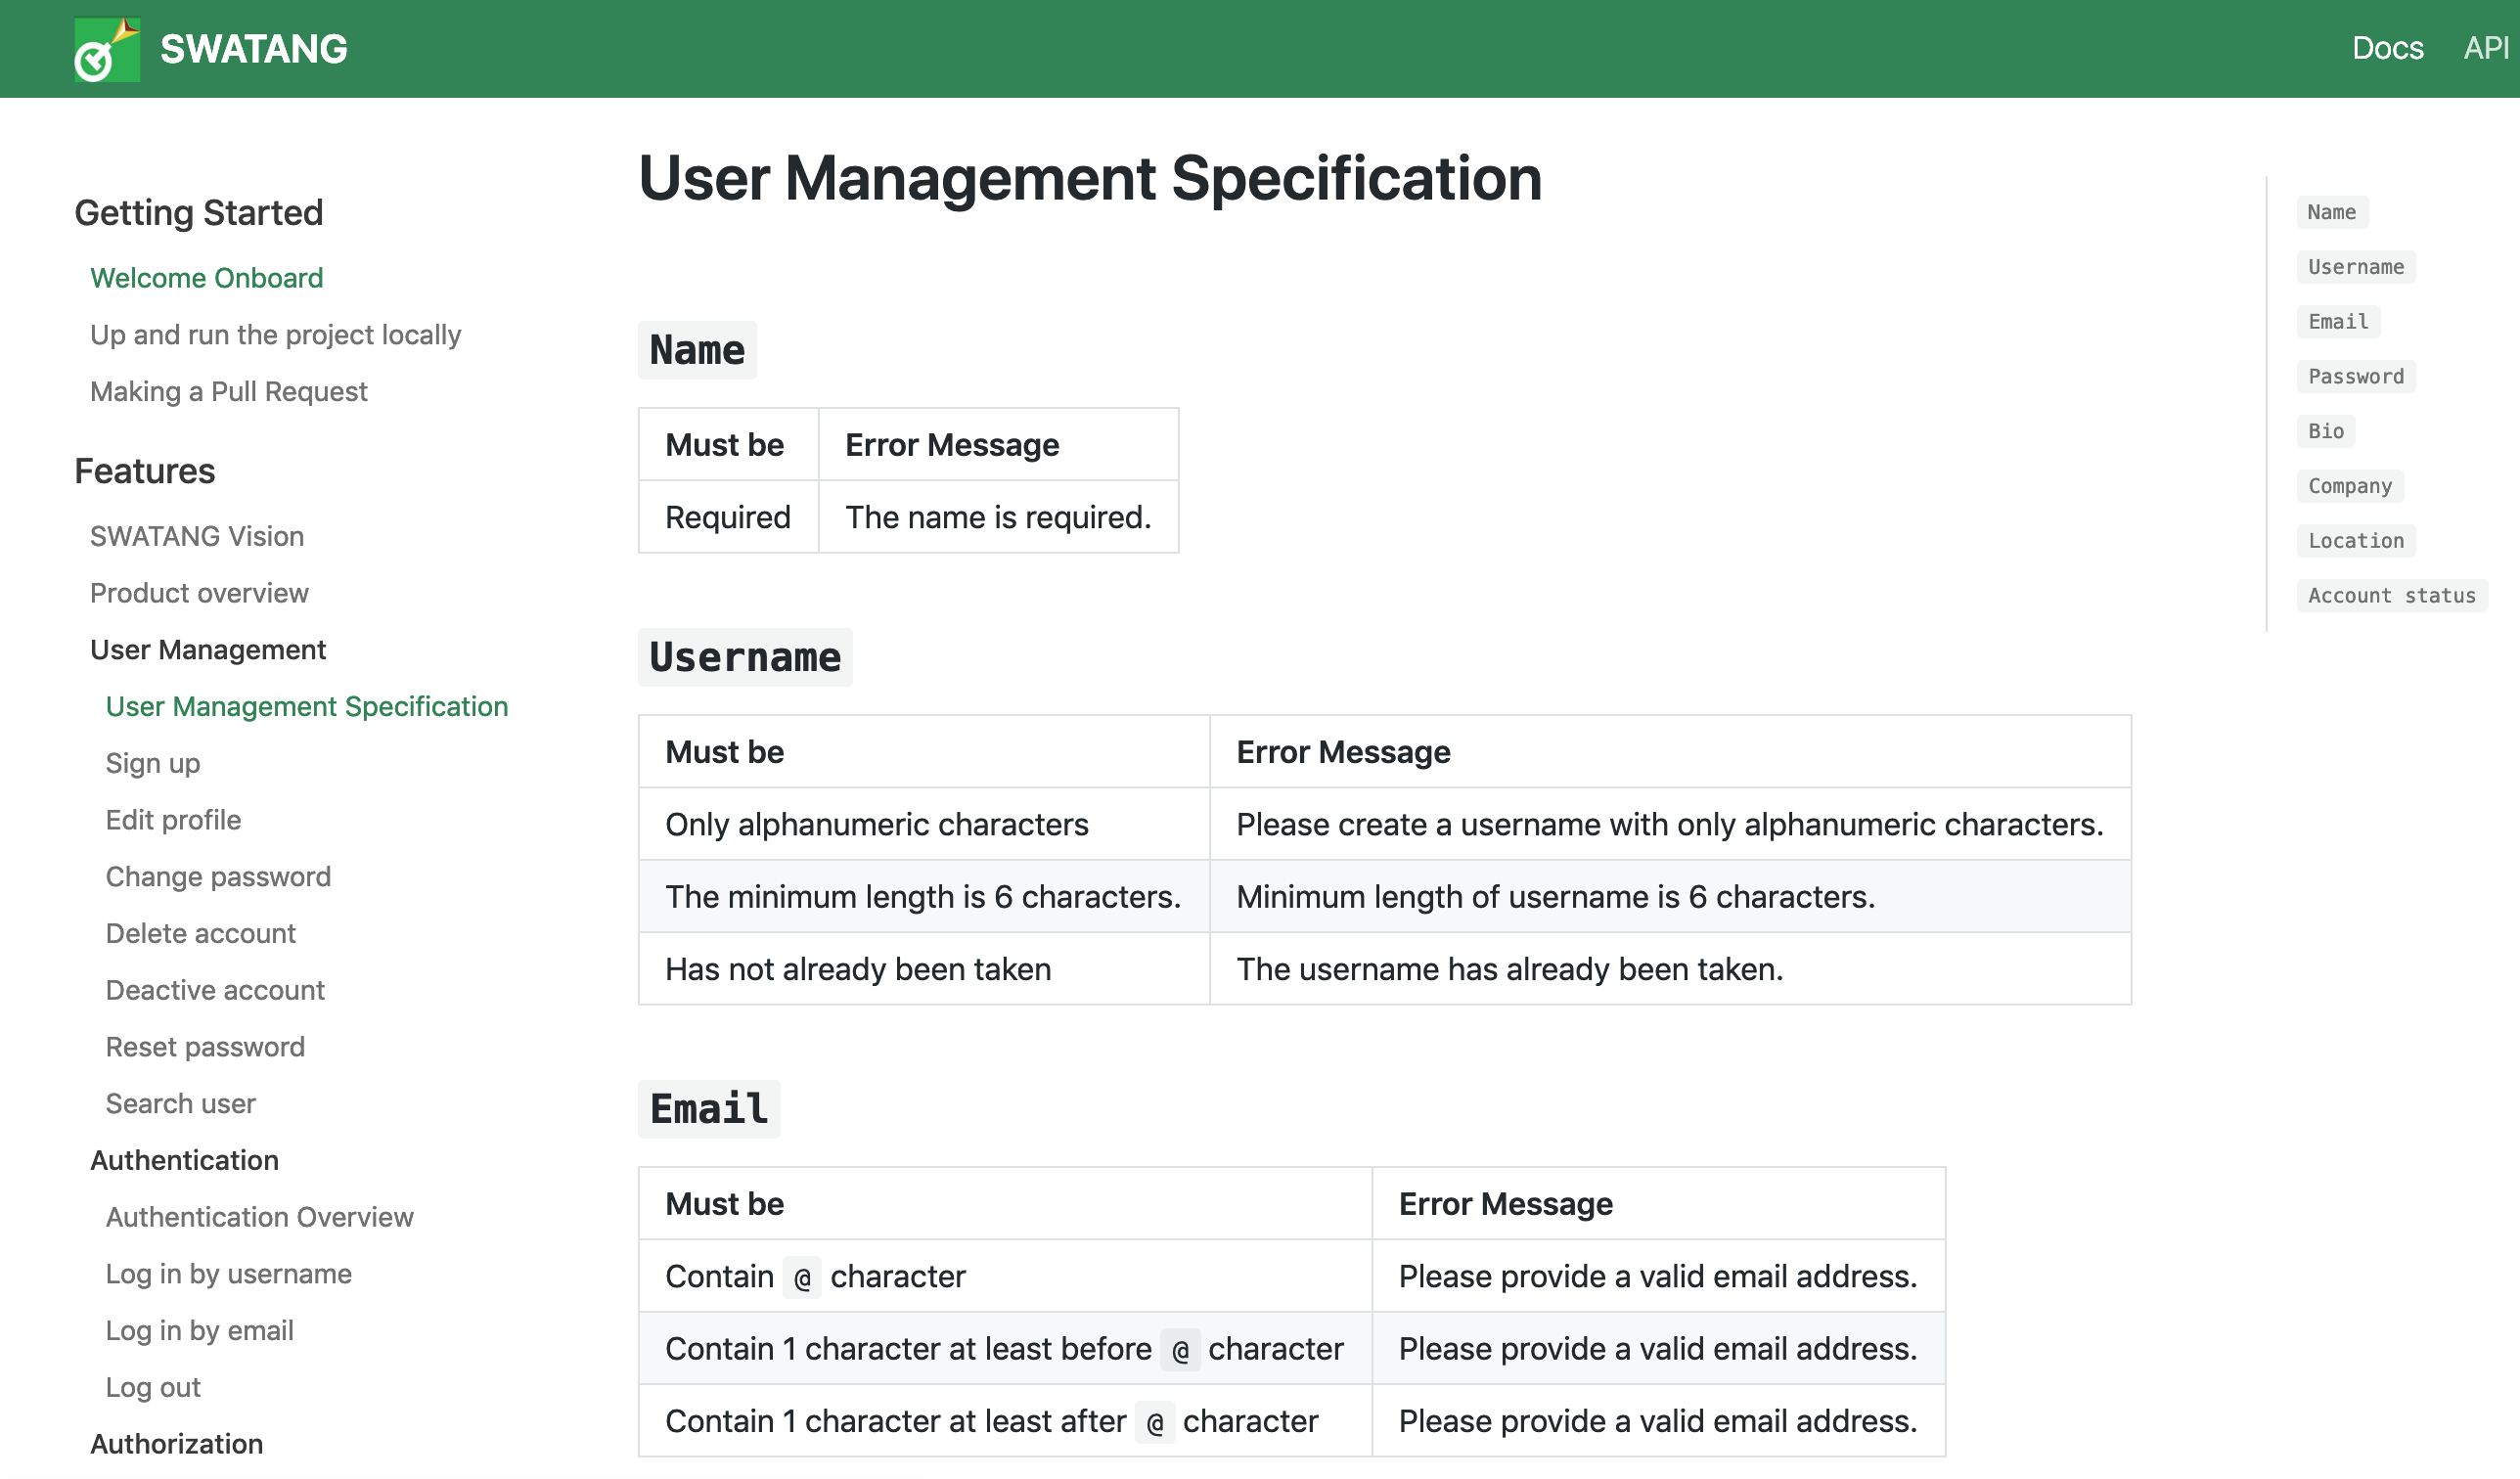 SWATANG
Docs API
Getting Started
Welcome Onboard
Up and run the project locally
Making a Pull Request
Features
SWATANG Vision
Product overview
User Management
User Management Specification
Sign up
Edit profile
Change password
Delete account
Deactive account
Reset password
Search user
Authentication
Authentication Overview
Log in by username
Log in by email
Log out
Authorization
User Management Specification
Name
Must be Error Message
Required The name is required.
Username
Must be Error Message
Only alphanumeric characters Please create a username with only alphanumeric characters.
The minimum length is 6 characters. Minimum length of username is 6 characters.
Has not already been taken The username has already been taken.
Email
Must be Error Message
Contain @ character Please provide a valid email address.
Contain 1 character at least before @ character Please provide a valid email address.
Contain 1 character at least after @ character Please provide a valid email address.
Name
Username
Email
Password
Bio
Company
Location
Account status